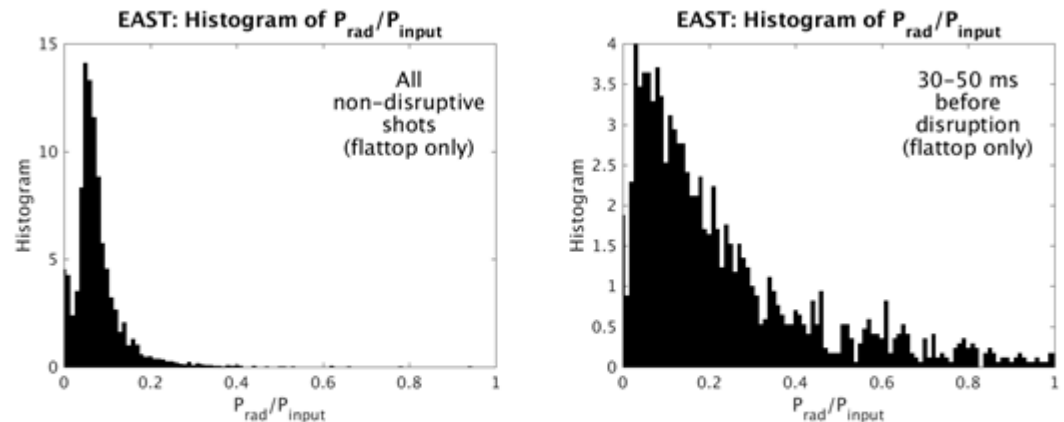 EAST: Histogram of P_rad/P_input
15
10
5
0
Histogram
All
non-disruptive
shots
(flattop only)
0 0.2 0.4 0.6 0.8 1
P_rad/P_input
EAST: Histogram of P_rad/P_input
4
3.5
3
2.5
2
1.5
1
0.5
0
Histogram
30-50 ms
before
disruption
(flattop only)
0 0.2 0.4 0.6 0.8 1
P_rad/P_input